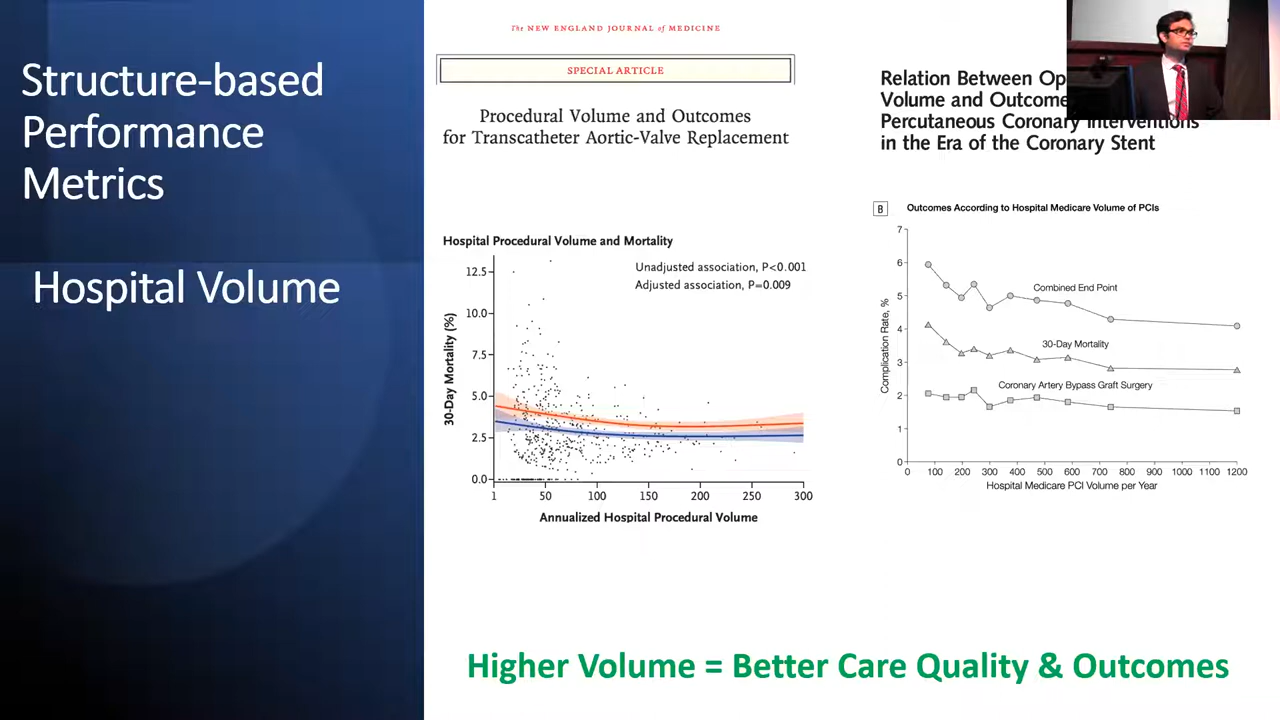 Structure-based
Performance
Metrics
Hospital Volume
The NEW ENGLAND JOURNAL of MEDICINE
SPECIAL ARTICLE
Procedural Volume and Outcomes
for Transcatheter Aortic-Valve Replacement
Hospital Procedural Volume and Mortality
Unadjusted association, P<0.001
Adjusted association, P=0.009
30-Day Mortality (%)
12.5
10.0
7.5
5.0
2.5
0.0
1 50 100 150 200 250 300
Annualized Hospital Procedural Volume
Relation Between
Volume and
Percutaneous Coronary Interventions
in the Era of the Coronary Stent
B Outcomes According to Hospital Medicare Volume of PCIs
Complication Rate, %
7
6
5
4
3
2
1
0
Combined End Point
30-Day Mortality
Coronary Artery Bypass Graft Surgery
0 100 200 300 400 500 600 700 800 900 1000 1100 1200
Hospital Medicare PCI Volume per Year
Higher Volume = Better Care Quality & Outcomes